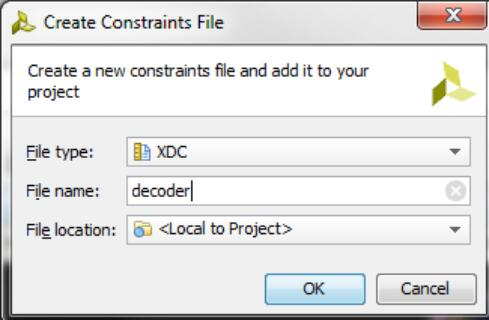 Create Constraints File
Create a new constraints file and add it to your
project
File type: XDC
File name: decoder
File location: <Local to Project>
OK Cancel